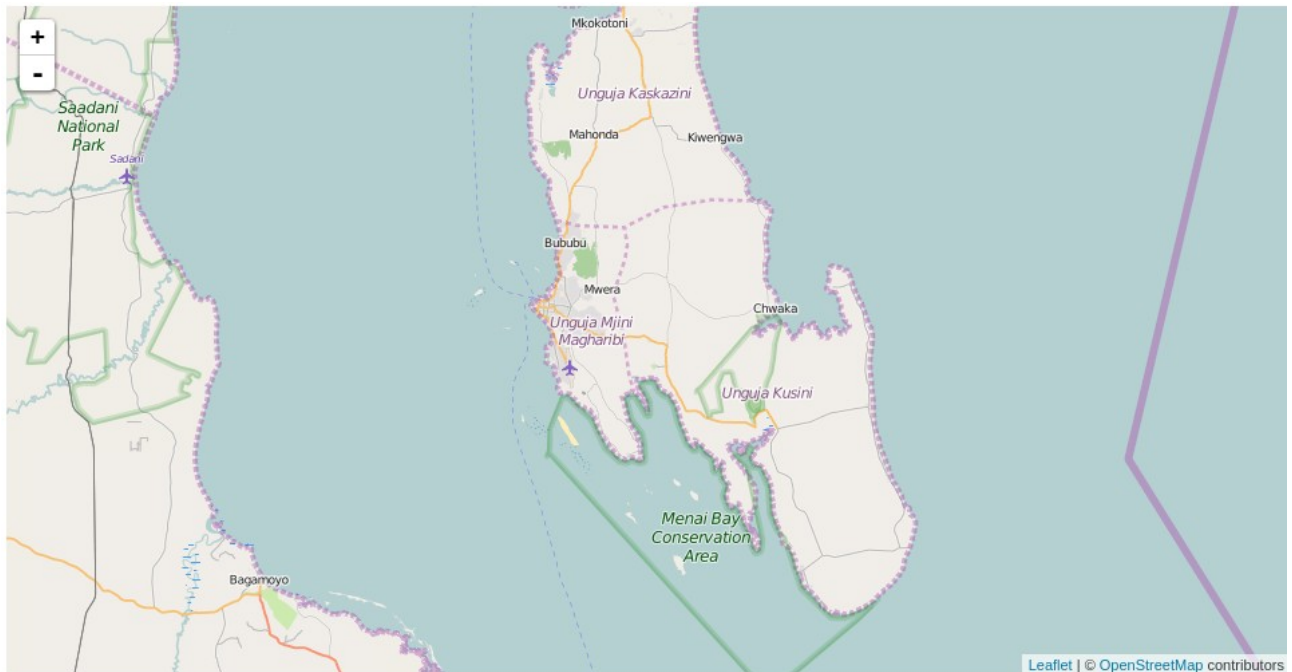 +
-
Mkokotoni
Unguja Kaskazini
Saadani
National
Park
Sadani
Mahonda
Kiwengwa
Bububu
Mwera
Chwaka
Unguja Mjini
Magharibi
Unguja Kusini
Menai Bay
Conservation
Area
Bagamoyo
Leaflet | © OpenStreetMap contributors